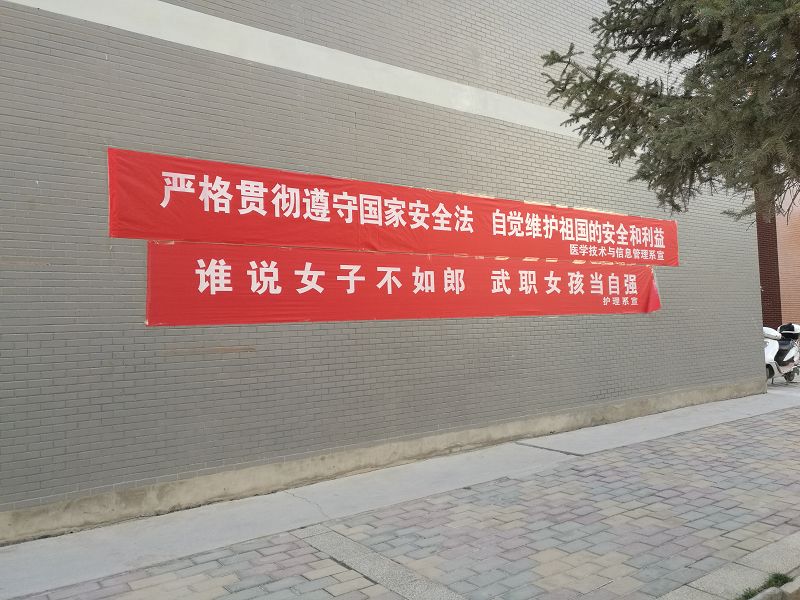 严格贯彻遵守国家安全法 自觉维护祖国的安全和利益
医学技术与信息管理系宣
谁说女子不如郎 武职女孩当自强
护理系宣